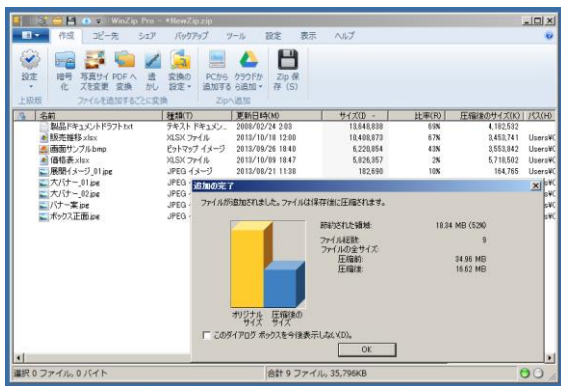 WinZip Pro - *NewZip.zip
作成 コピー先 シェア バックアップ ツール 設定 表示 ヘルプ
設定 暗号化 写真サイズを変更 PDFへ変換 透かし 変換の設定 PCから追加する クラウドから追加 Zip 保存 (S)
上級版 ファイルを追加するごとに変換 Zipへ追加
名前 種類(T) 更新日時(M) サイズ(D) 比率(R) 圧縮後のサイズ(K) パス(H)
製品ドキュメントドラフト.txt テキスト ドキュメン... 2008/02/24 2:03 13,648,838 69% 4,182,532
販売推移.xlsx XLSX ファイル 2013/10/18 12:00 10,408,873 67% 3,453,741 Users¥C
画面サンプル.bmp ビットマップ イメージ 2013/09/26 18:40 6,220,854 43% 3,553,842 Users¥C
価格表.xlsx XLSX ファイル 2013/10/09 18:47 5,826,357 2% 5,718,502 Users¥C
展開イメージ_01.jpg JPEG イメージ 2013/08/21 11:38 182,690 10% 164,765 Users¥C
大バナー_01.jpg JPEG
大バナー_02.jpg JPEG
バナー案.jpg JPEG
ボックス正面.jpg JPEG
追加の完了
ファイルが追加されました。ファイルは保存後に圧縮されます。
節約された領域: 18.34 MB (52%)
ファイル総数: 9
ファイルの全サイズ:
圧縮前: 34.96 MB
圧縮後: 16.62 MB
オリジナル サイズ
圧縮後の サイズ
このダイアログ ボックスを今後表示しない(D)。
OK
選択 0 ファイル, 0 バイト
合計 9 ファイル, 35,796KB